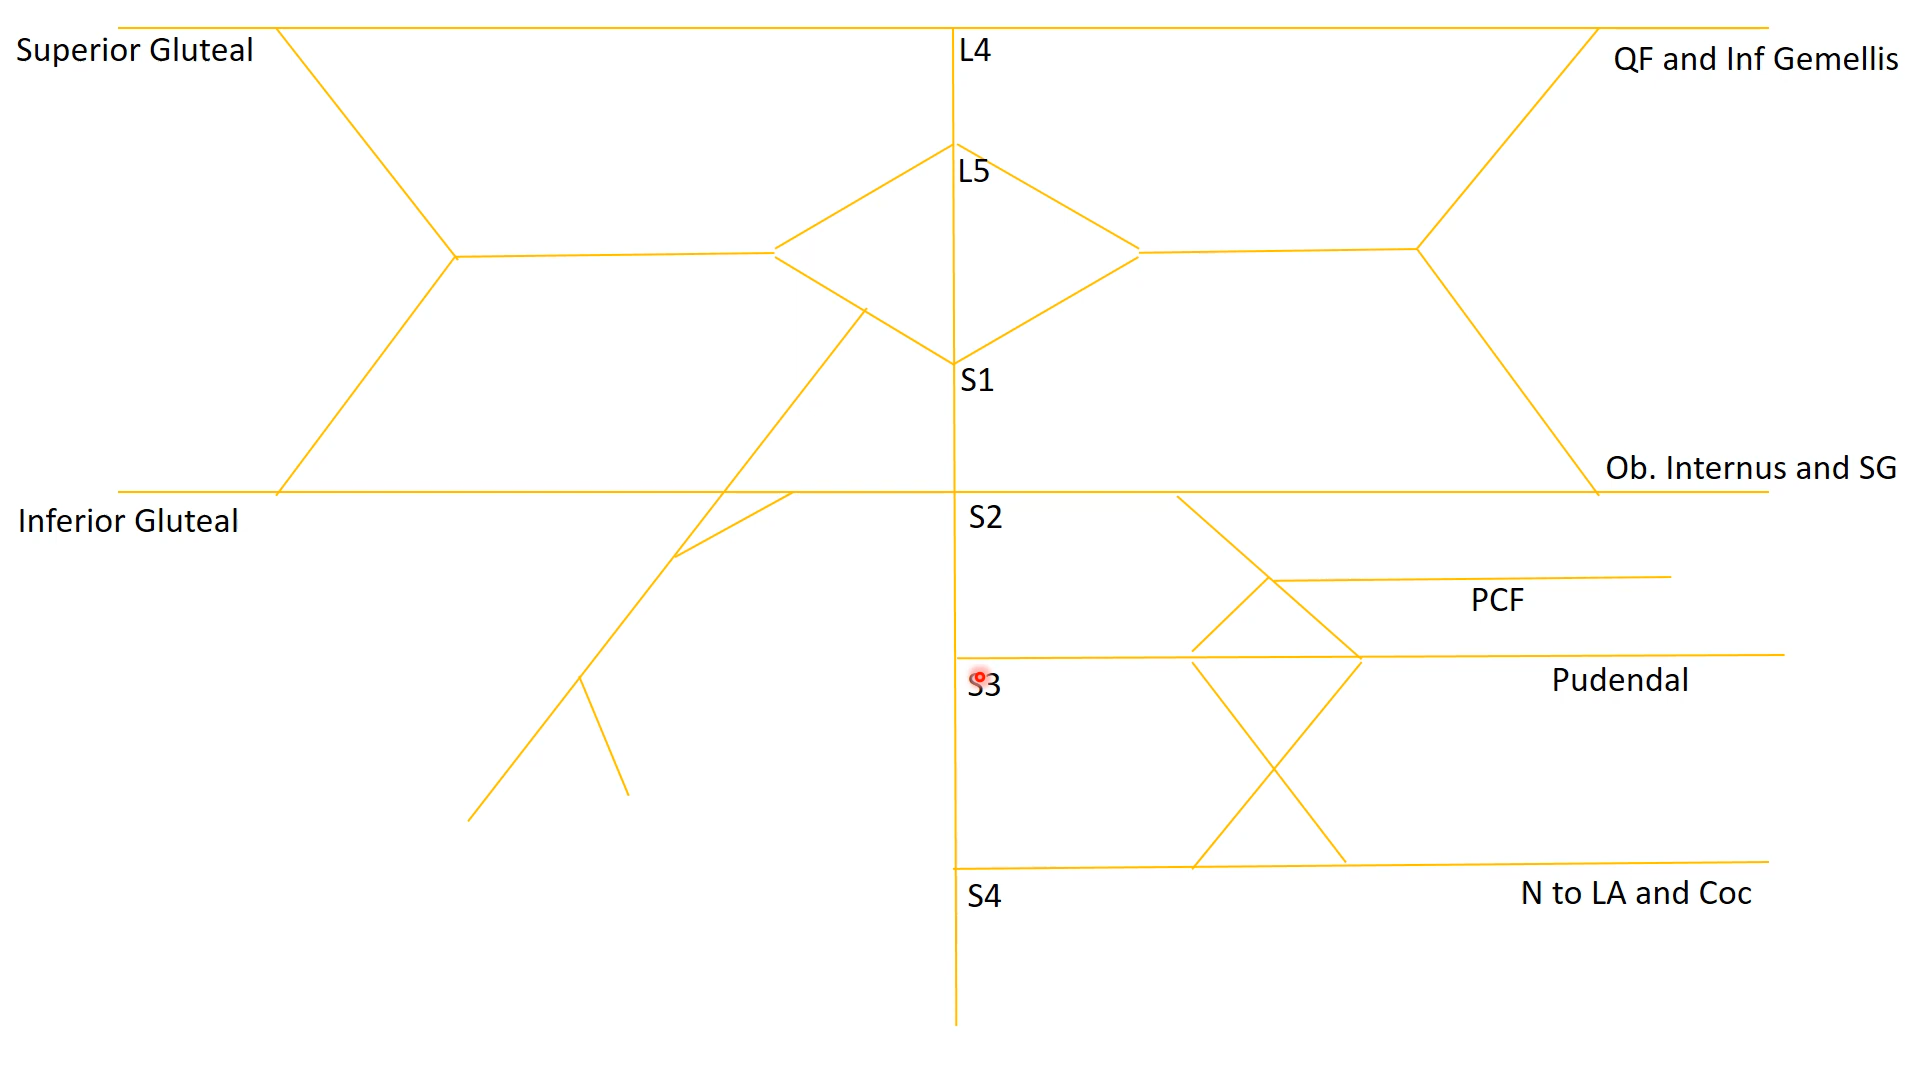 Superior Gluteal
L4
QF and Inf Gemellis
L5
S1
Ob. Internus and SG
Inferior Gluteal
S2
PCF
S3
Pudendal
S4
N to LA and Coc